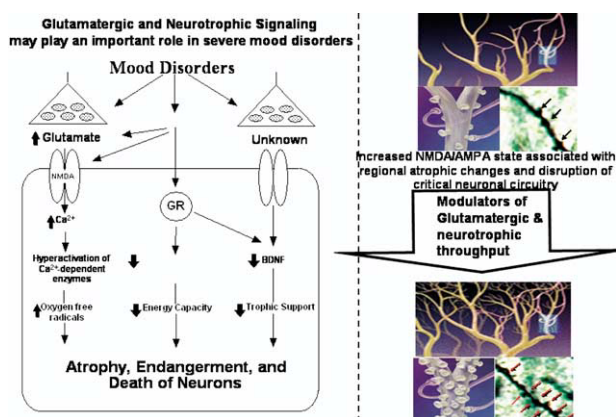 Glutamatergic and Neurotrophic Signaling
may play an important role in severe mood disorders
Mood Disorders
Glutamate
Unknown
NMDA
GR
Ca2+
Hyperactivation of
Ca2+-dependent
enzymes
BDNF
Oxygen free
radicals
Energy Capacity
Trophic Support
Atrophy, Endangerment, and
Death of Neurons
Increased NMDA/AMPA state associated with
regional atrophic changes and disruption of
critical neuronal circuitry
Modulators of
Glutamatergic &
neurotrophic
throughput